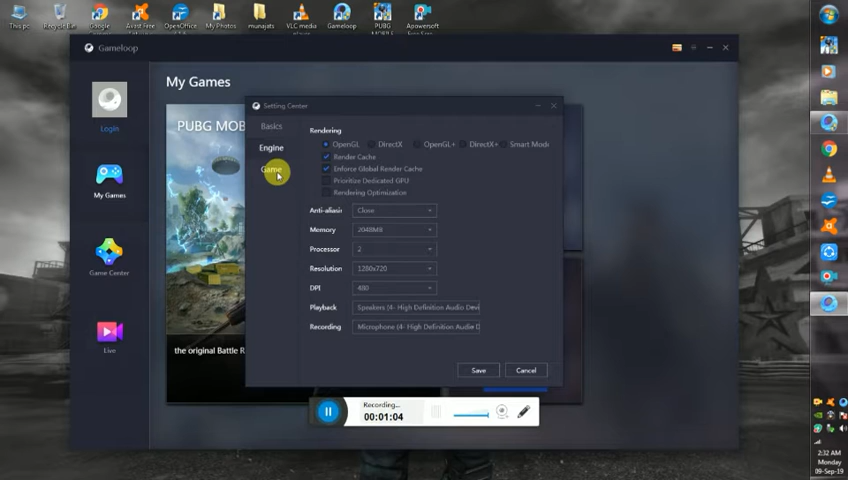 This pc
Recycle Bin
Google
Avast Free
OpenOffice
My Photos
munajats
VLC media
player
Gameloop
PUBG
MOBILE
Apowersoft
Gameloop
Login
My Games
Game Center
Live
My Games
PUBG MOB
the original Battle R
Setting Center
Basics
Engine
Game
Rendering
OpenGL DirectX OpenGL+ DirectX+ Smart Mode
Render Cache
Enforce Global Render Cache
Prioritize Dedicated GPU
Rendering Optimization
Anti-aliasin Close
Memory 2048MB
Processor 2
Resolution 1280x720
DPI 480
Playback Speakers (4- High Definition Audio Devi
Recording Microphone (4- High Definition Audio D
Save Cancel
Recording...
00:01:04
2:32 AM
Monday
09-Sep-19